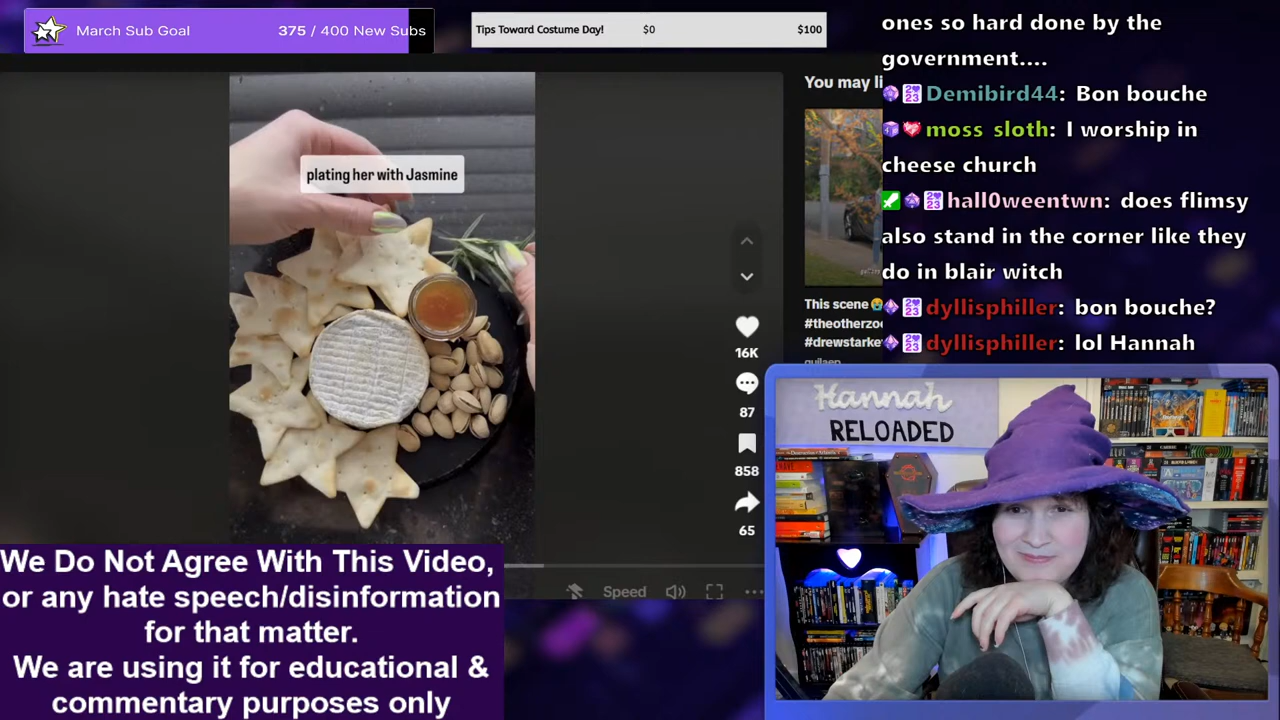 March Sub Goal 375 / 400 New Subs
Tips Toward Costume Day! $0 $100
plating her with Jasmine
You may li
This scene
#theotherzo
#drewstarke
16K
87
858
65
Speed
ones so hard done by the
government....
Demibird44: Bon bouche
moss sloth: I worship in
cheese church
hall0weentwn: does flimsy
also stand in the corner like they
do in blair witch
dyllisphiller: bon bouche?
dyllisphiller: lol Hannah
Hannah
RELOADED
We Do Not Agree With This Video,
or any hate speech/disinformation
for that matter.
We are using it for educational &
commentary purposes only